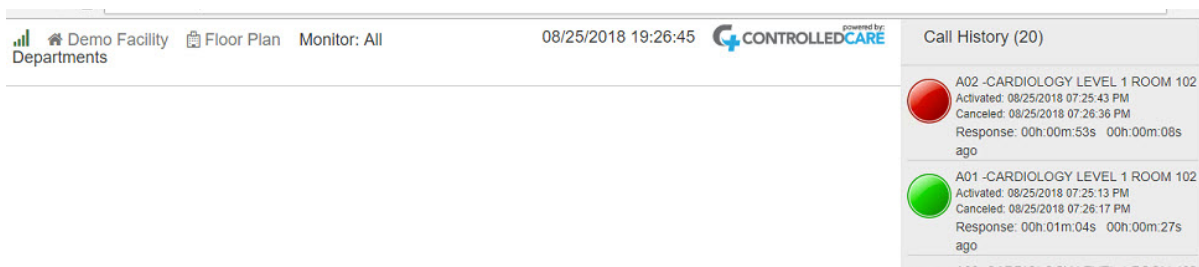 Demo Facility Floor Plan Monitor: All
Departments
08/25/2018 19:26:45
powered by:
CONTROLLEDCARE
Call History (20)
A02 -CARDIOLOGY LEVEL 1 ROOM 102
Activated: 08/25/2018 07:25:43 PM
Canceled: 08/25/2018 07:26:36 PM
Response: 00h:00m:53s 00h:00m:08s
ago
A01 -CARDIOLOGY LEVEL 1 ROOM 102
Activated: 08/25/2018 07:25:13 PM
Canceled: 08/25/2018 07:26:17 PM
Response: 00h:01m:04s 00h:00m:27s
ago